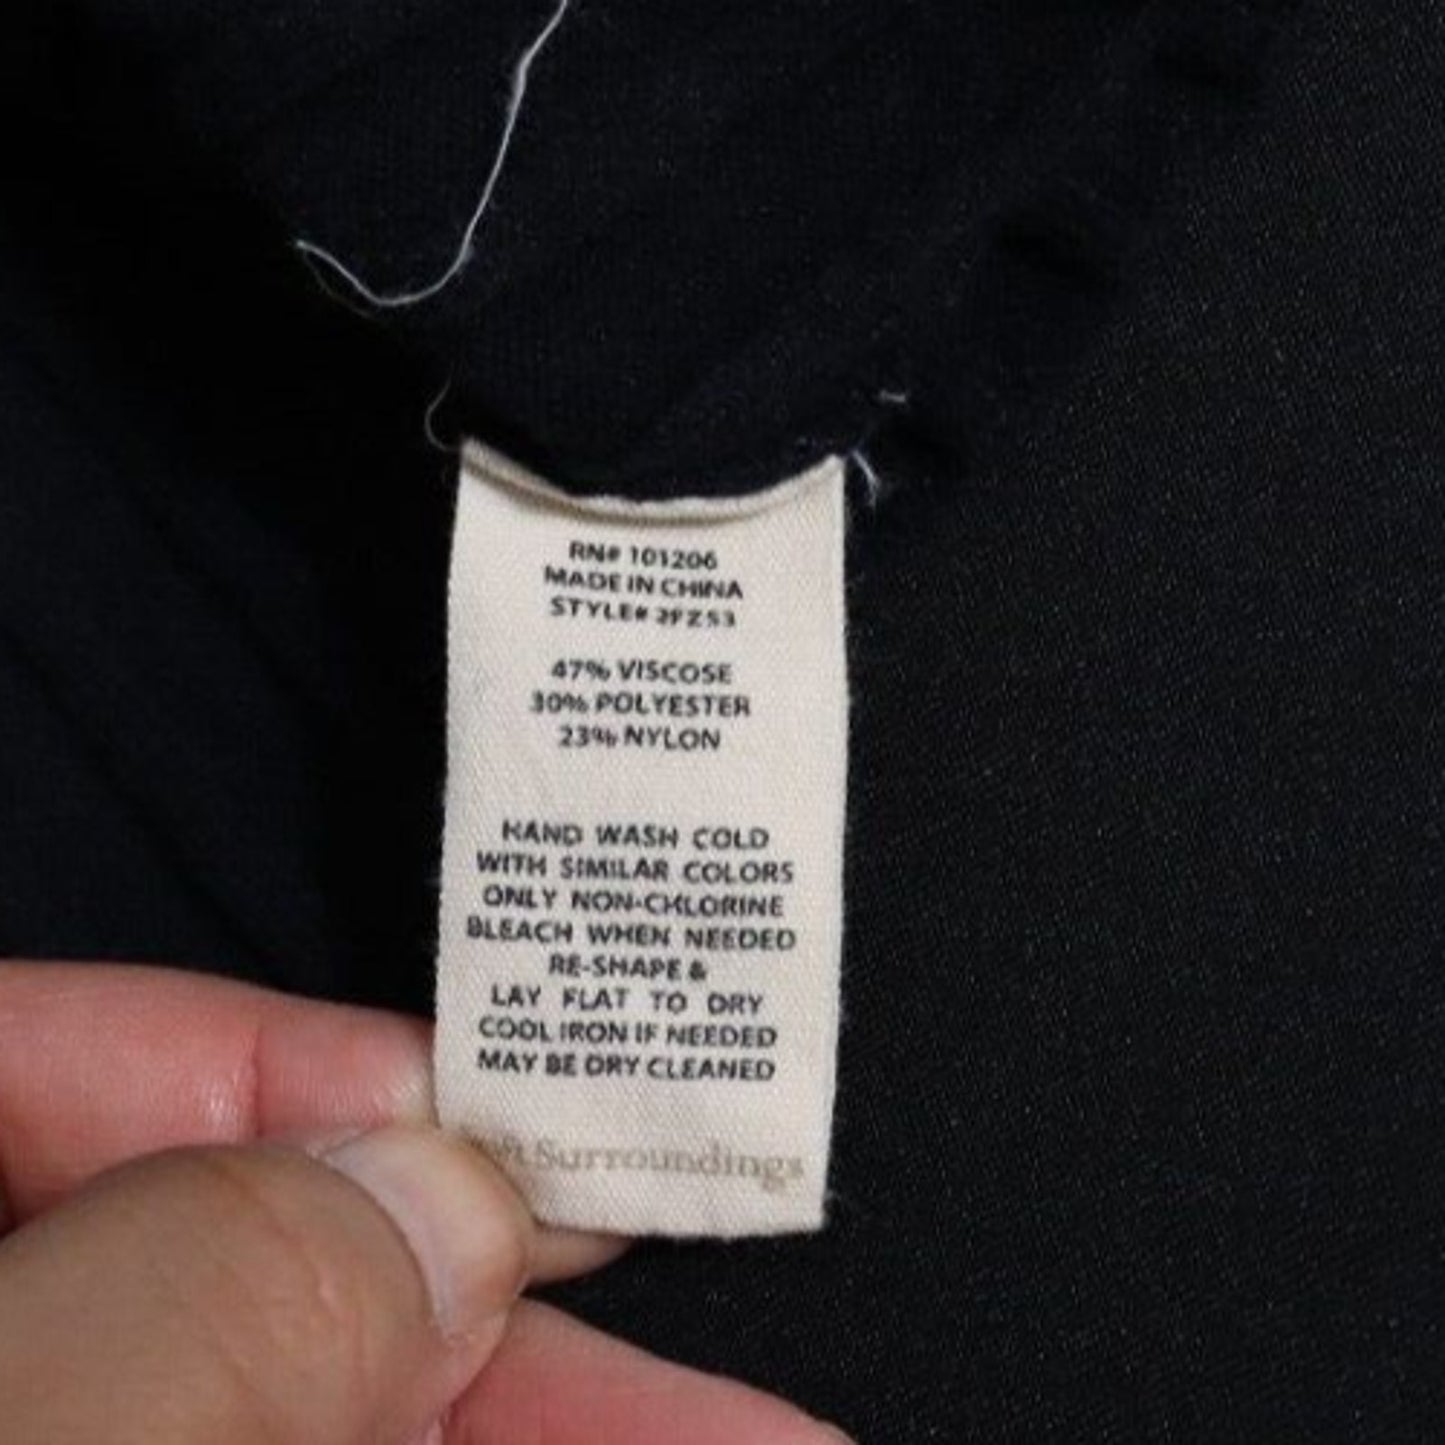 RN# 101206
MADE IN CHINA
STYLE# 2FZ53
47% VISCOSE
30% POLYESTER
23% NYLON
HAND WASH COLD
WITH SIMILAR COLORS
ONLY NON-CHLORINE
BLEACH WHEN NEEDED
RE-SHAPE &
LAY FLAT TO DRY
COOL IRON IF NEEDED
MAY BE DRY CLEANED
Surroundings